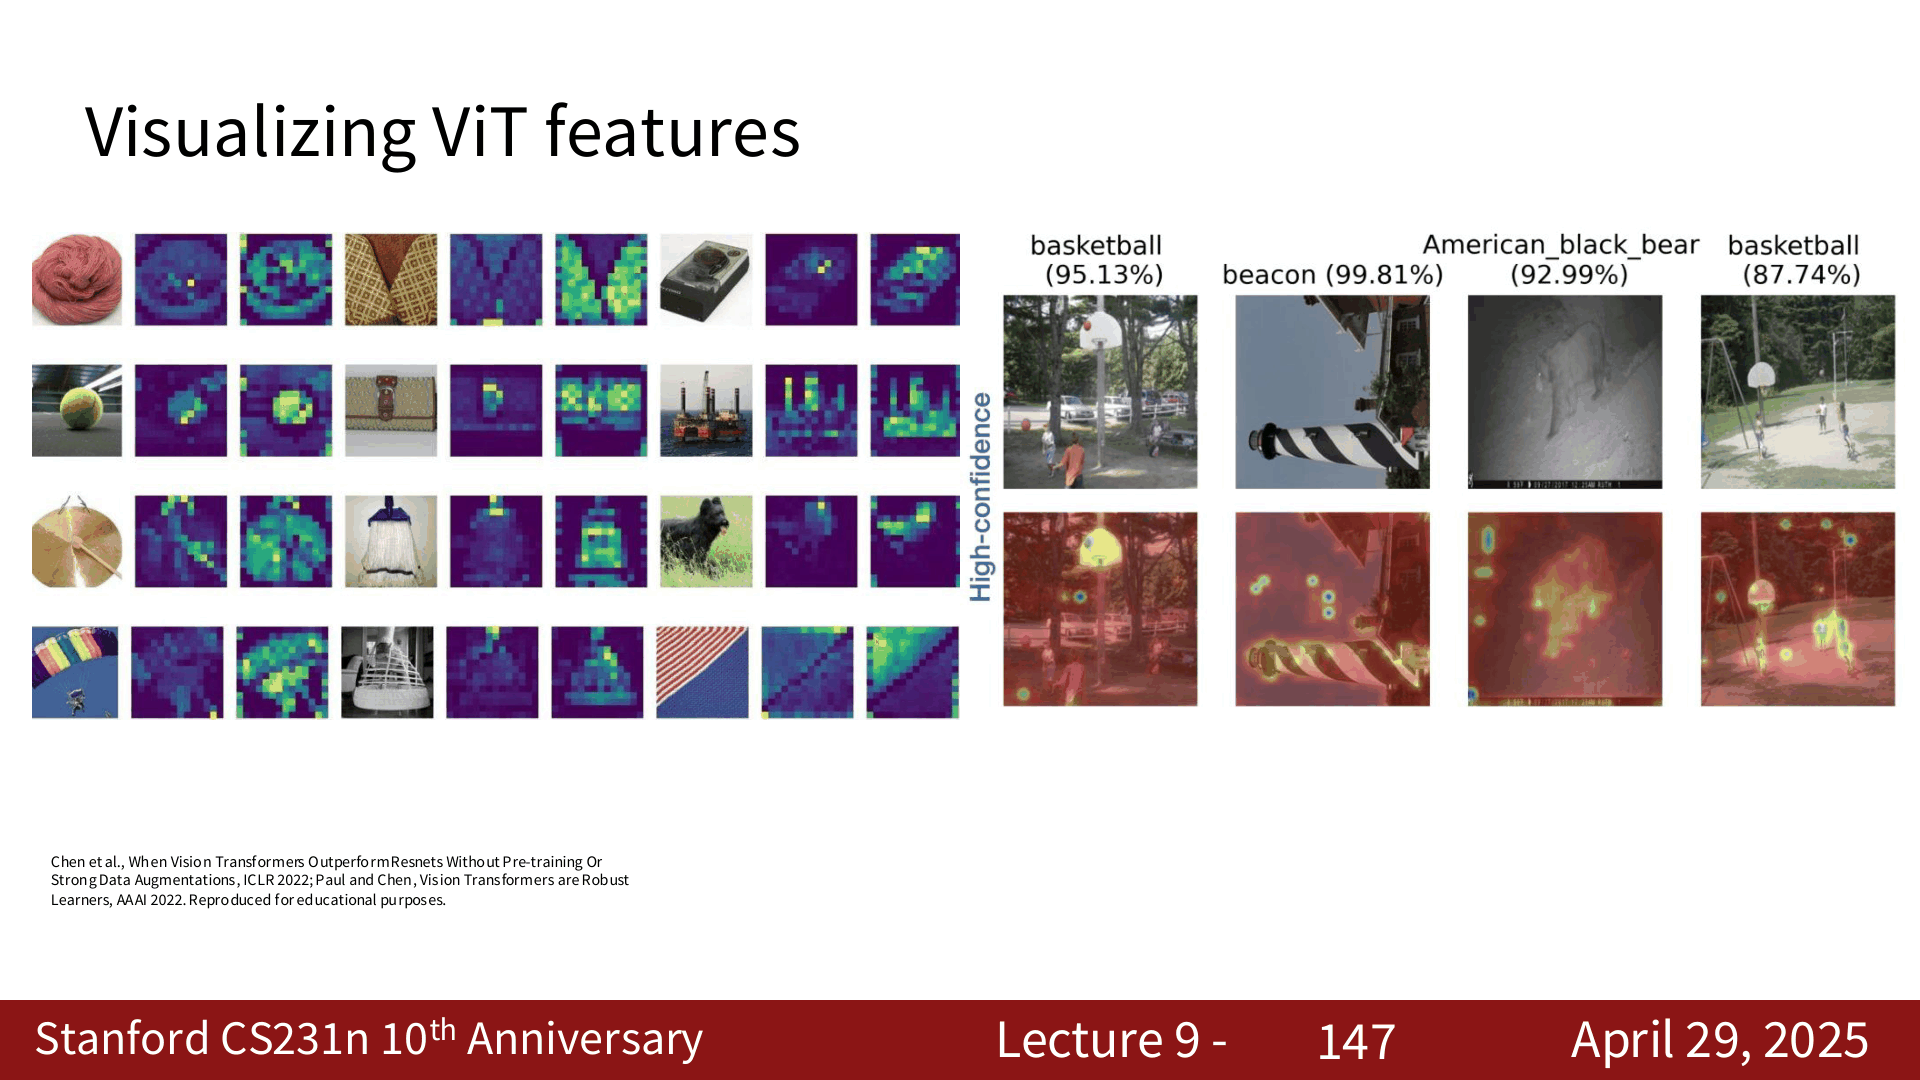 Visualizing ViT features
basketball
(95.13%)
beacon (99.81%)
American_black_bear
(92.99%)
basketball
(87.74%)
High-confidence
Chen et al., When Vision Transformers Outperform Resnets Without Pre-training Or
Strong Data Augmentations, ICLR 2022; Paul and Chen, Vision Transformers are Robust
Learners, AAAI 2022. Reproduced for educational purposes.
Stanford CS231n 10th Anniversary
Lecture 9 -
147
April 29, 2025